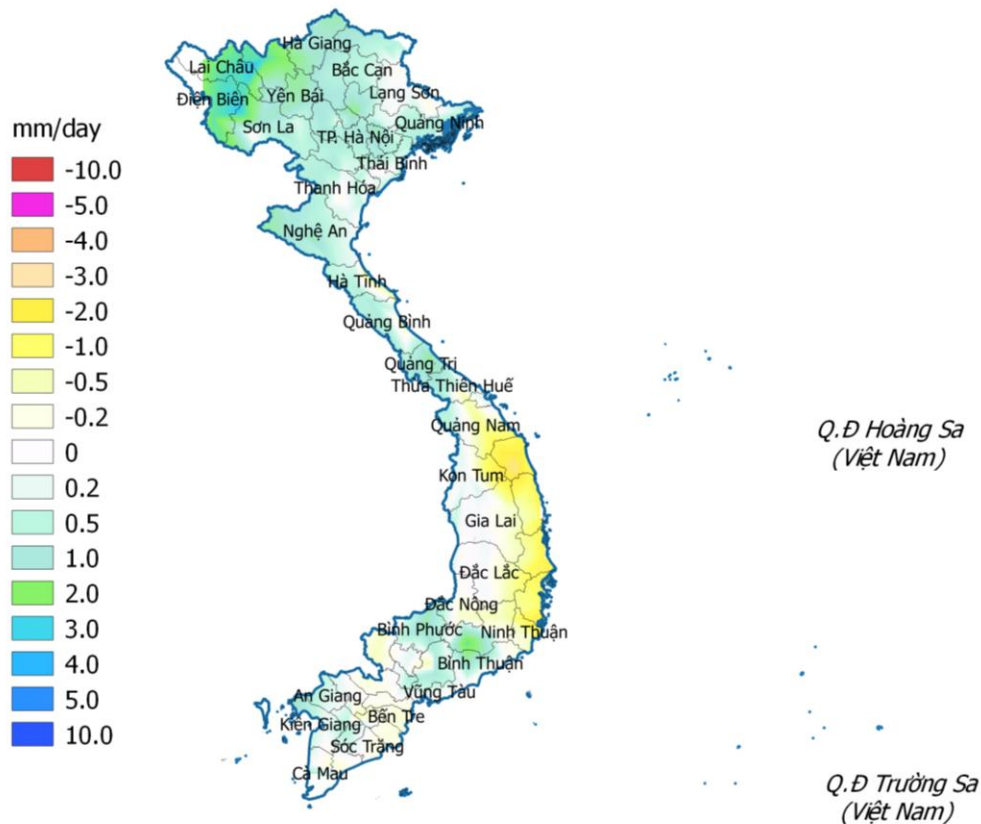 Hà Giang
Lai Châu
Bắc Cạn
Điện Biên
Yên Bái
Lạng Sơn
Sơn La
TP. Hà Nội
Quảng Ninh
Thái Bình
Thanh Hóa
Nghệ An
Hà Tĩnh
Quảng Bình
Quảng Trị
Thừa Thiên Huế
Quảng Nam
Kon Tum
Gia Lai
Đắc Lắc
Đắc Nông
Bình Phước
Ninh Thuận
Bình Thuận
Vũng Tàu
An Giang
Bến Tre
Kiên Giang
Sóc Trăng
Cà Mau
mm/day
-10.0
-5.0
-4.0
-3.0
-2.0
-1.0
-0.5
-0.2
0
0.2
0.5
1.0
2.0
3.0
4.0
5.0
10.0
Q.Đ Hoàng Sa
(Việt Nam)
Q.Đ Trường Sa
(Việt Nam)